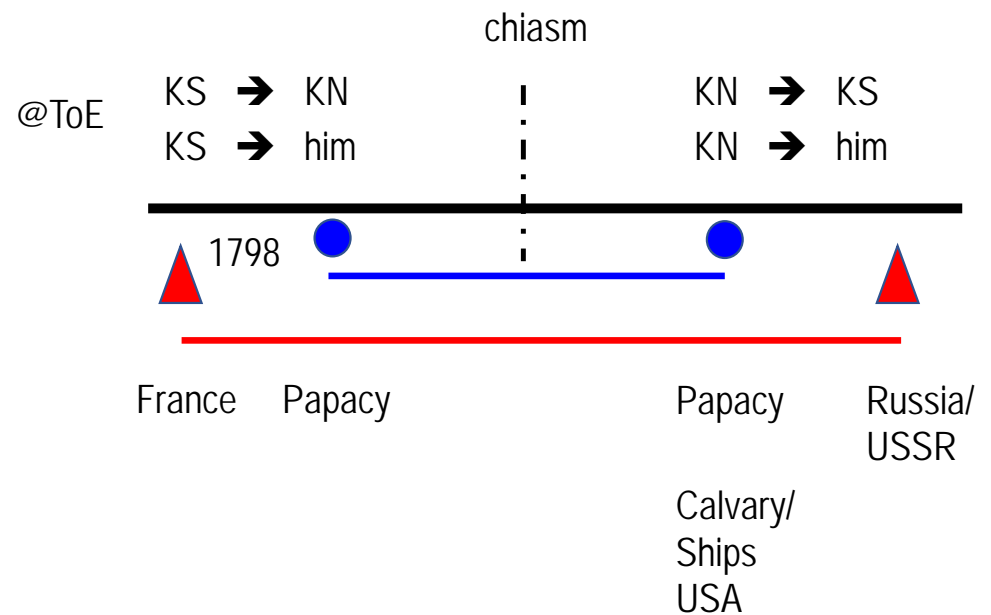 chiasm
@ToE
KS ➔ KN
KS ➔ him
KN ➔ KS
KN ➔ him
1798
France
Papacy
Papacy
Russia/
USSR
Calvary/
Ships
USA